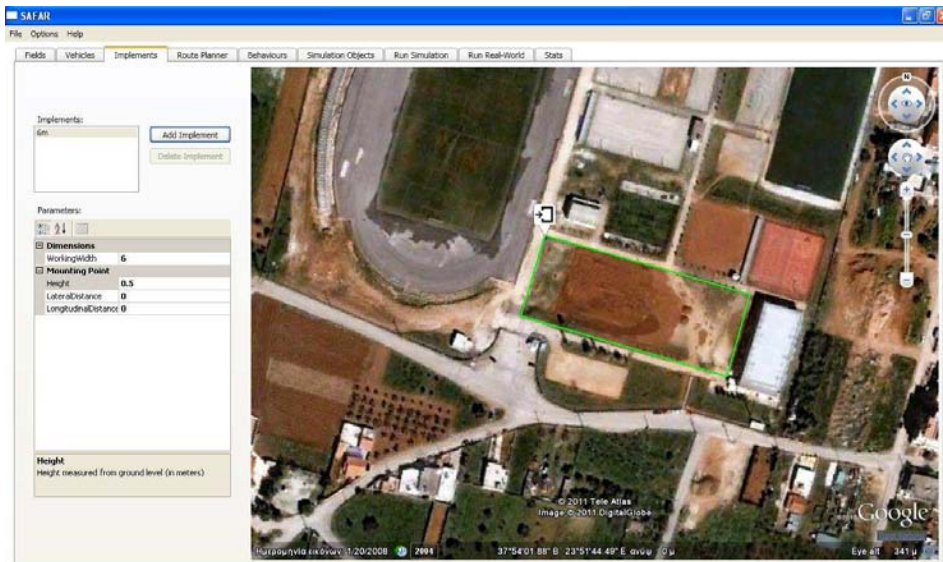 SAFAR
File Options Help
Fields Vehicles Implements Route Planner Behaviours Simulation Objects Run Simulation Run Real-World Stats
Implements:
6m
Add Implement
Delete Implement
Parameters:
Dimensions
WorkingWidth 6
Mounting Point
Height 0.5
LateralDistance 0
LongitudinalDistance 0
Height
Height measured from ground level (in meters)
N
© 2011 Tele Atlas
Image © 2011 DigitalGlobe
Google
Ημερομηνία εικόνων 1/20/2008 2004 37°54'01.88" Β 23°51'44.49" Ε ανύψ 0 μ Eye alt 341 μ